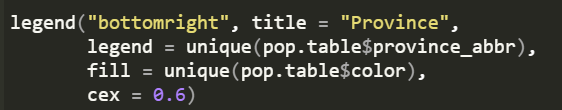 legend("bottomright", title = "Province",
       legend = unique(pop.table$province_abbr),
       fill = unique(pop.table$color),
       cex = 0.6)